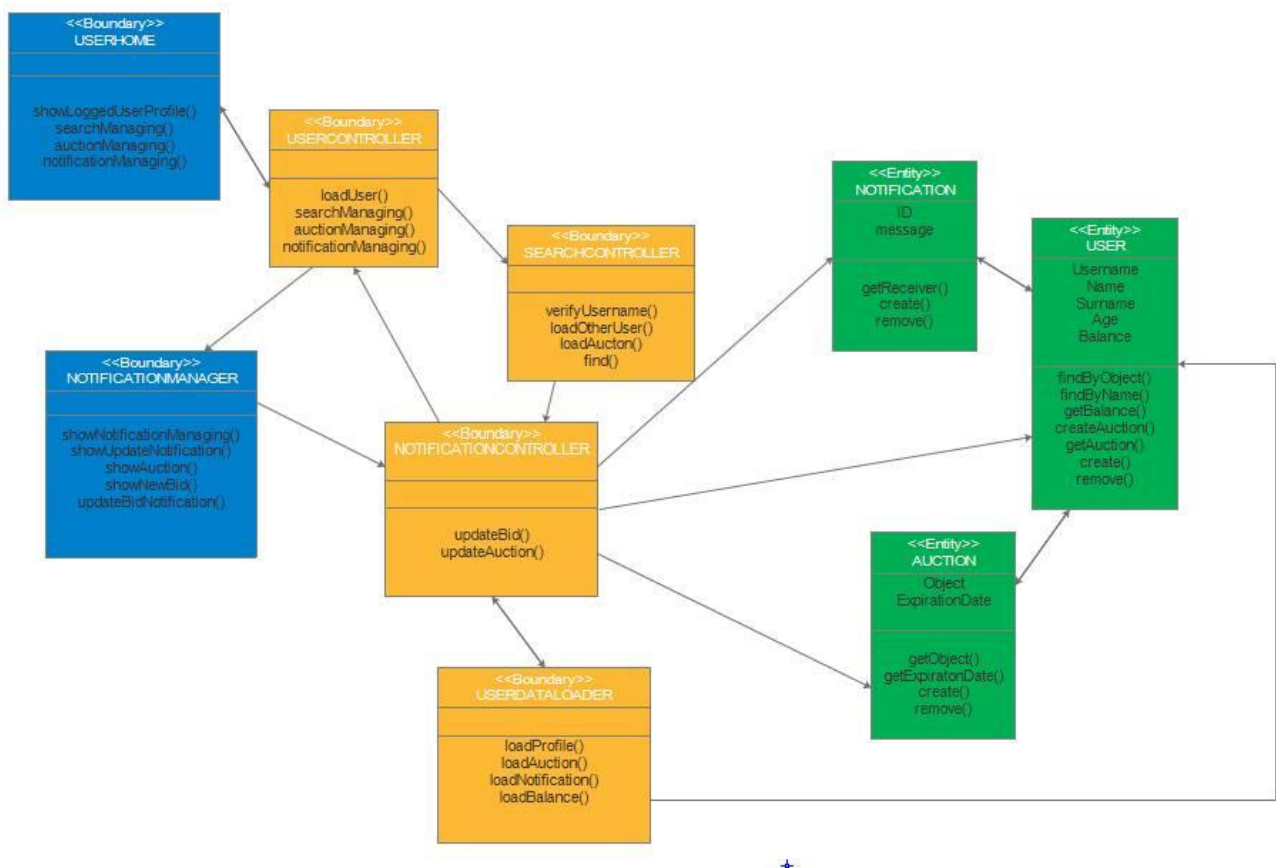 <<Boundary>>
USERHOME
showLoggedUserProfile()
searchManaging()
auctionManaging()
notificationManaging()
<<Boundary>>
USERCONTROLLER
loadUser()
searchManaging()
auctionManaging()
notificationManaging()
<<Boundary>>
SEARCHCONTROLLER
verifyUsername()
loadOtherUser()
loadAucton()
find()
<<Entity>>
NOTIFICATION
ID
message
getReceiver()
create()
remove()
<<Entity>>
USER
Username
Name
Surname
Age
Balance
findByObject()
findByName()
getBalance()
createAuction()
getAuction()
create()
remove()
<<Boundary>>
NOTIFICATIONMANAGER
showNotificationManaging()
showUpdateNotification()
showAuction()
showNewBid()
updateBidNotification()
<<Boundary>>
NOTIFICATIONCONTROLLER
updateBid()
updateAuction()
<<Entity>>
AUCTION
Object
ExpirationDate
getObject()
getExpiratonDate()
create()
remove()
<<Boundary>>
USERDATALOADER
loadProfile()
loadAuction()
loadNotification()
loadBalance()